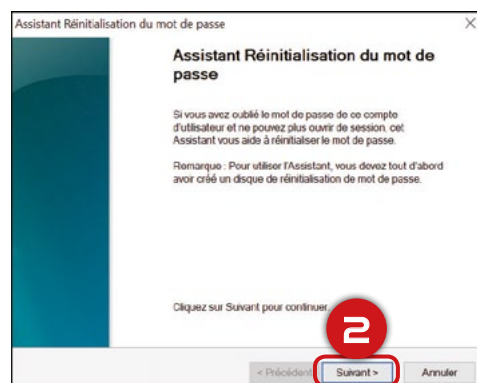 Assistant Réinitialisation du mot de passe
Assistant Réinitialisation du mot de
passe
Si vous avez oublié le mot de passe de ce compte
d'utilisateur et ne pouvez plus ouvrir de session, cet
Assistant vous aide à réinitialiser le mot de passe.
Remarque : Pour utiliser l'Assistant, vous devez tout d'abord
avoir créé un disque de réinitialisation de mot de passe.
Cliquez sur Suivant pour continuer.
2
< Précédent
Suivant >
Annuler